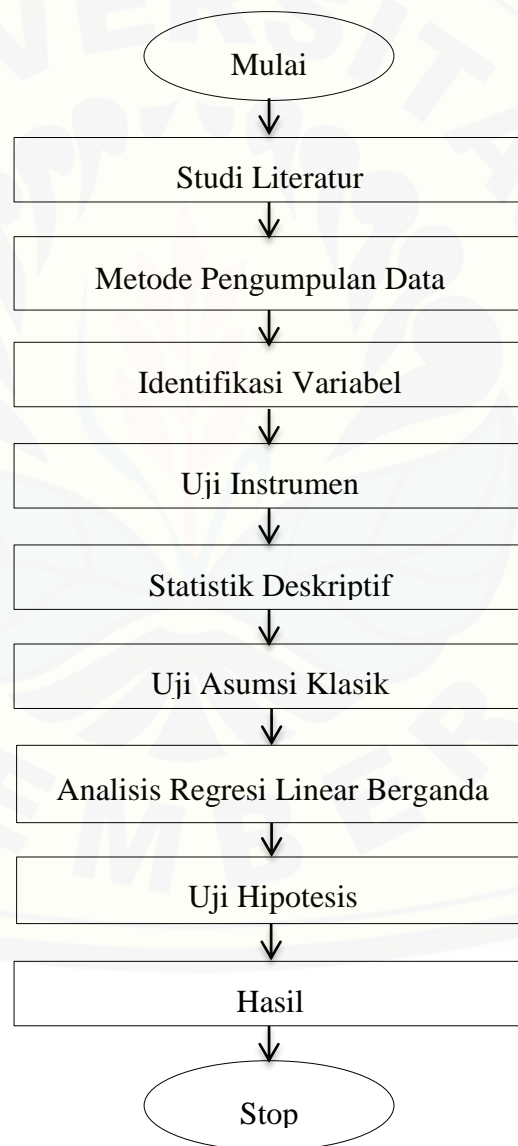 Mulai
Studi Literatur
Metode Pengumpulan Data
Identifikasi Variabel
Uji Instrumen
Statistik Deskriptif
Uji Asumsi Klasik
Analisis Regresi Linear Berganda
Uji Hipotesis
Hasil
Stop